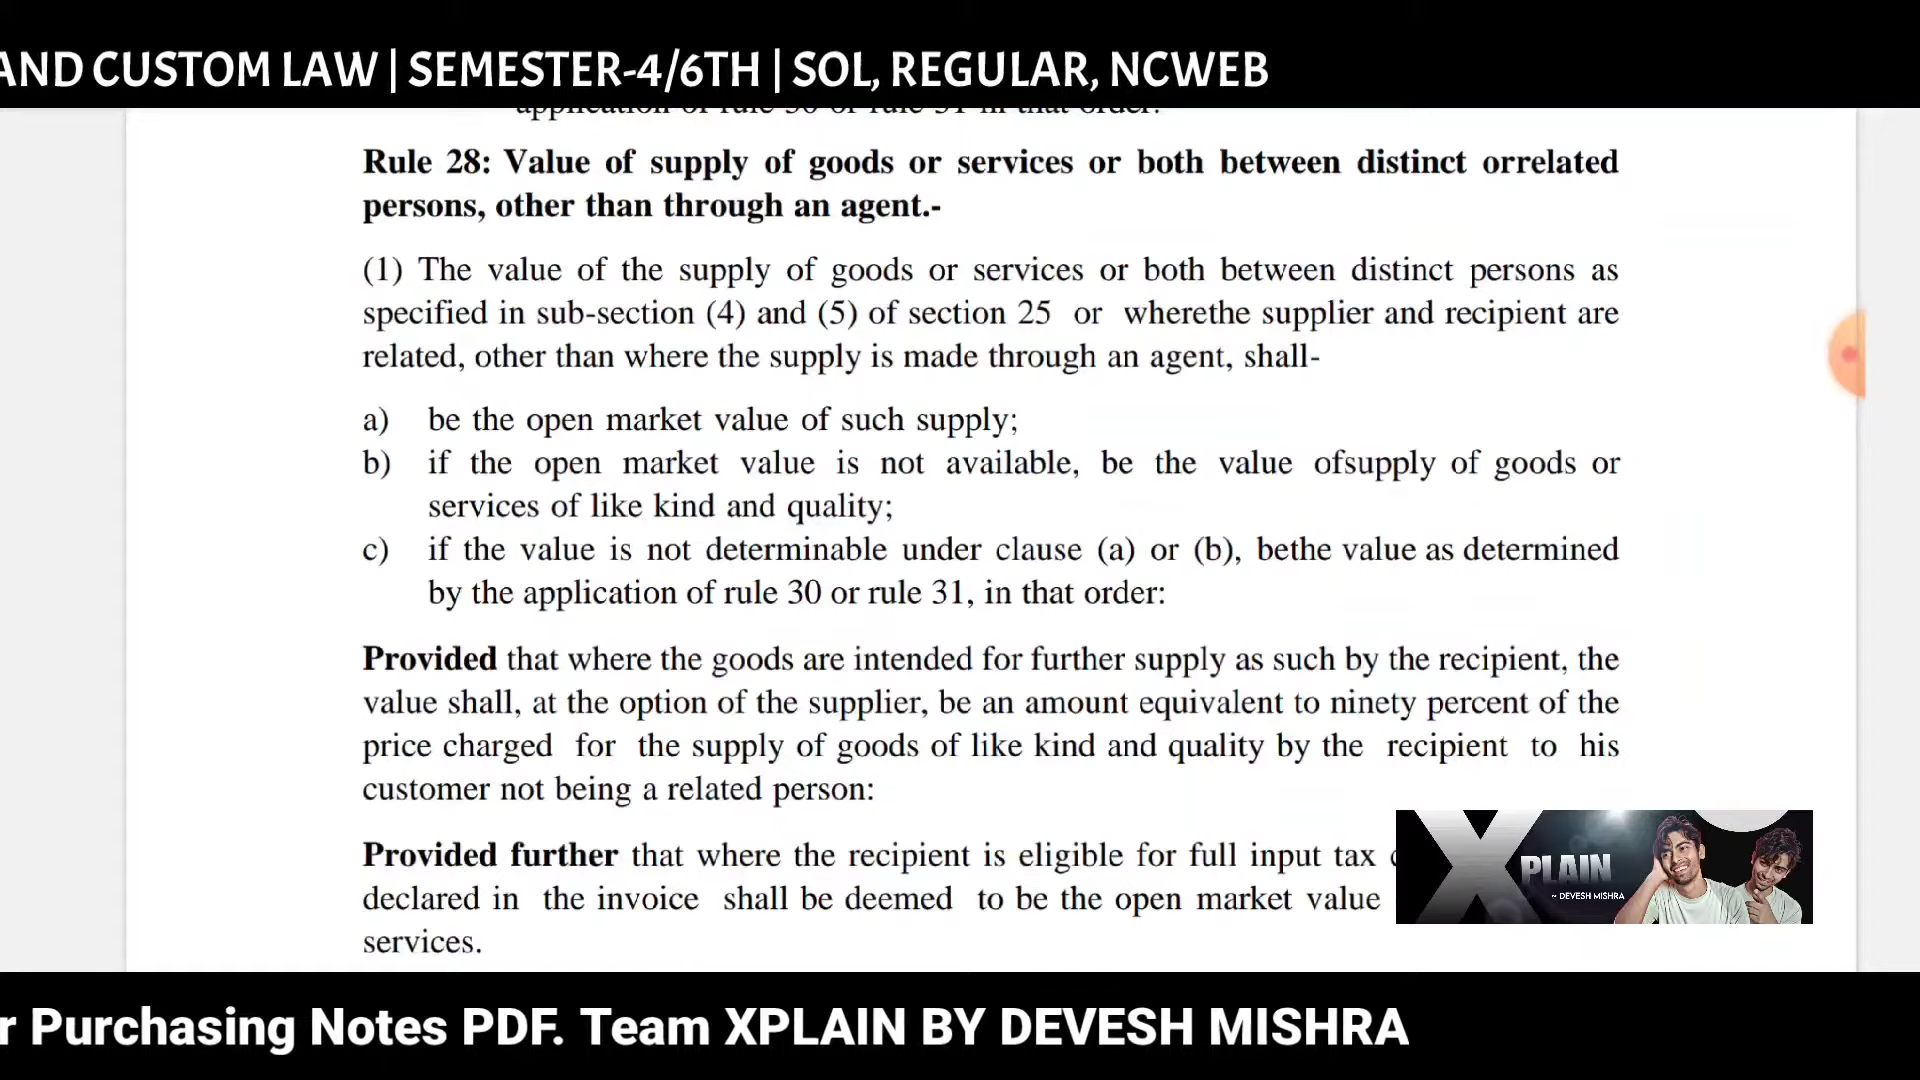 AND CUSTOM LAW | SEMESTER-4/6TH | SOL, REGULAR, NCWEB
application of rule 30 or rule 31 in that order.
Rule 28: Value of supply of goods or services or both between distinct orrelated
persons, other than through an agent.-
(1) The value of the supply of goods or services or both between distinct persons as
specified in sub-section (4) and (5) of section 25 or wherethe supplier and recipient are
related, other than where the supply is made through an agent, shall-
a) be the open market value of such supply;
b) if the open market value is not available, be the value ofsupply of goods or
services of like kind and quality;
c) if the value is not determinable under clause (a) or (b), bethe value as determined
by the application of rule 30 or rule 31, in that order:
Provided that where the goods are intended for further supply as such by the recipient, the
value shall, at the option of the supplier, be an amount equivalent to ninety percent of the
price charged for the supply of goods of like kind and quality by the recipient to his
customer not being a related person:
Provided further that where the recipient is eligible for full input tax
declared in the invoice shall be deemed to be the open market value
services.
XPLAIN
~ DEVESH MISHRA
r Purchasing Notes PDF. Team XPLAIN BY DEVESH MISHRA